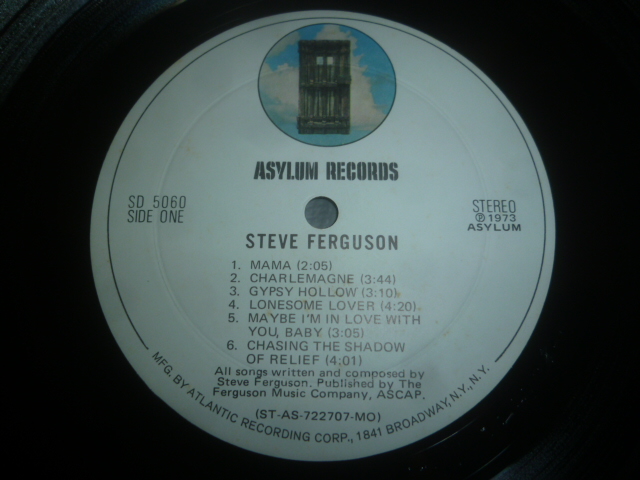 ASYLUM RECORDS
SD 5060
SIDE ONE
STEREO
℗1973
ASYLUM
STEVE FERGUSON
1. MAMA (2:05)
2. CHARLEMAGNE (3:44)
3. GYPSY HOLLOW (3:10)
4. LONESOME LOVER (4:20)
5. MAYBE I'M IN LOVE WITH
YOU, BABY (3:05)
6. CHASING THE SHADOW
OF RELIEF (4:01)
All songs written and composed by
Steve Ferguson. Published by The
Ferguson Music Company, ASCAP.
(ST-AS-722707-MO)
MFG. BY ATLANTIC RECORDING CORP., 1841 BROADWAY, N.Y., N.Y.